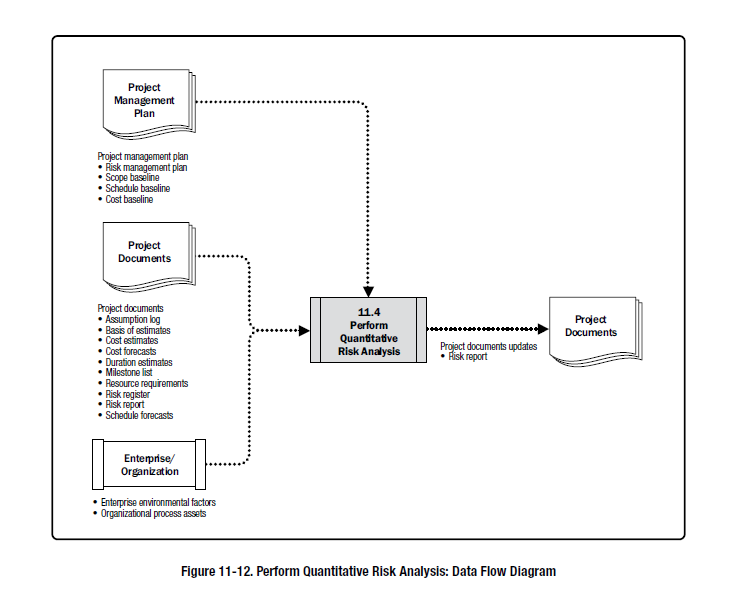 Project
Management
Plan
Project management plan
• Risk management plan
• Scope baseline
• Schedule baseline
• Cost baseline
Project
Documents
Project documents
• Assumption log
• Basis of estimates
• Cost estimates
• Cost forecasts
• Duration estimates
• Milestone list
• Resource requirements
• Risk register
• Risk report
• Schedule forecasts
Enterprise/
Organization
• Enterprise environmental factors
• Organizational process assets
11.4
Perform
Quantitative
Risk Analysis
Project documents updates
• Risk report
Project
Documents
Figure 11-12. Perform Quantitative Risk Analysis: Data Flow Diagram